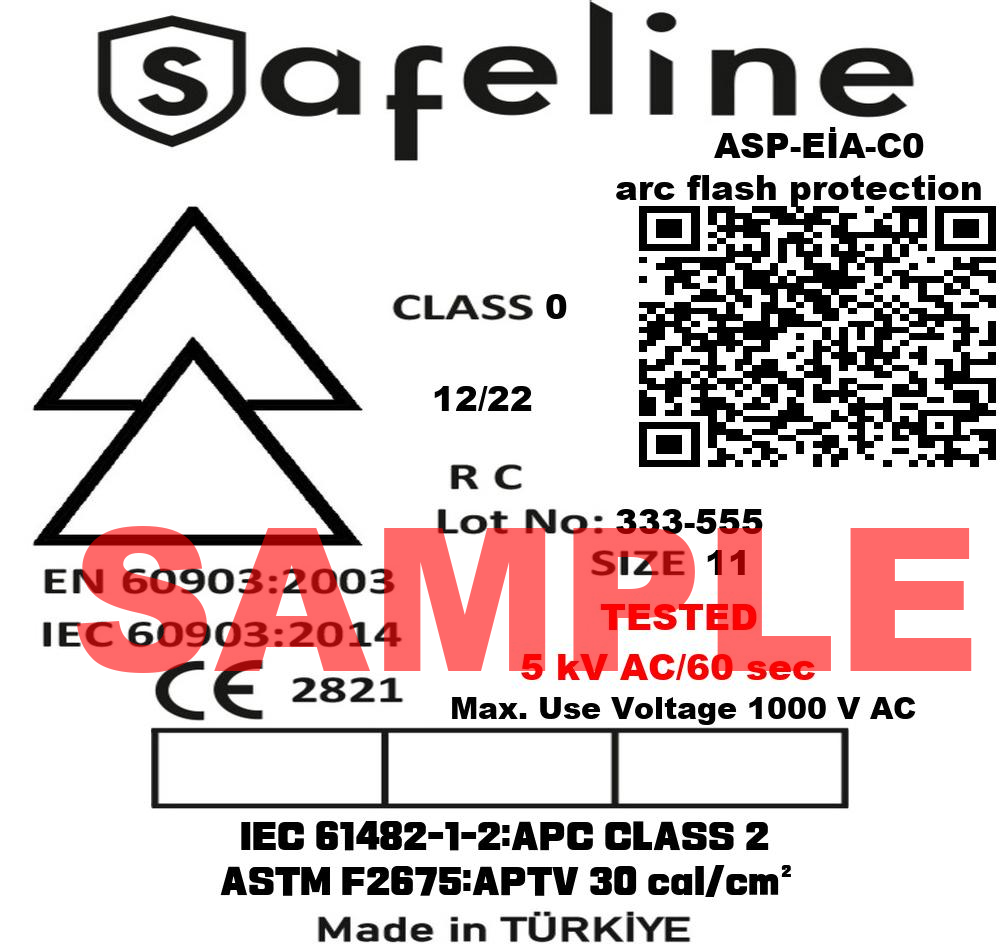 safeline
ASP-EİA-C0
arc flash protection
CLASS 0
12/22
R C
Lot No: 333-555
SIZE 11
SAMPLE
EN 60903:2003
IEC 60903:2014
TESTED
5 kV AC/60 sec
CE 2821
Max. Use Voltage 1000 V AC
IEC 61482-1-2:APC CLASS 2
ASTM F2675:APTV 30 cal/cm²
Made in TÜRKİYE